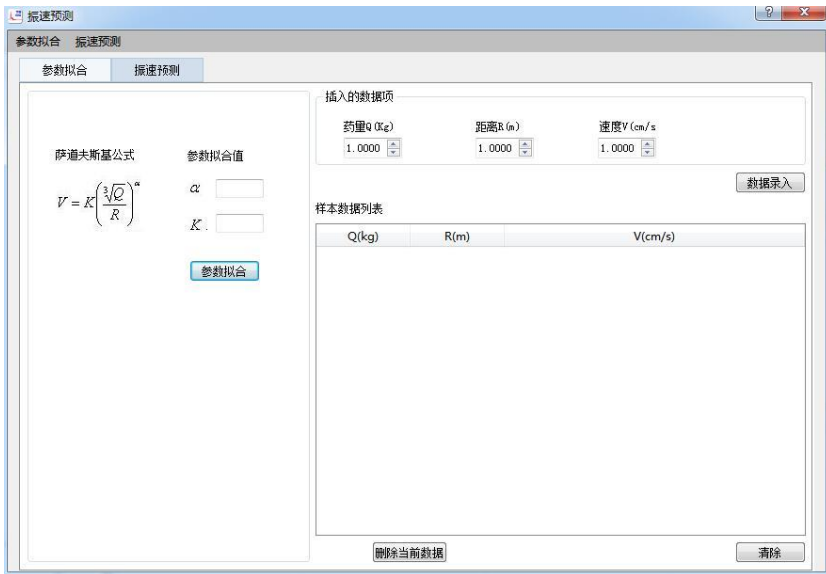 振速预测
参数拟合 振速预测
参数拟合 振速预测
萨道夫斯基公式
V = K(∛Q / R)^α
参数拟合值
α
K .
参数拟合
插入的数据项
药量Q(Kg) 距离R(m) 速度V(cm/s
1.0000 1.0000 1.0000
数据录入
样本数据列表
Q(kg) R(m) V(cm/s)
删除当前数据 清除